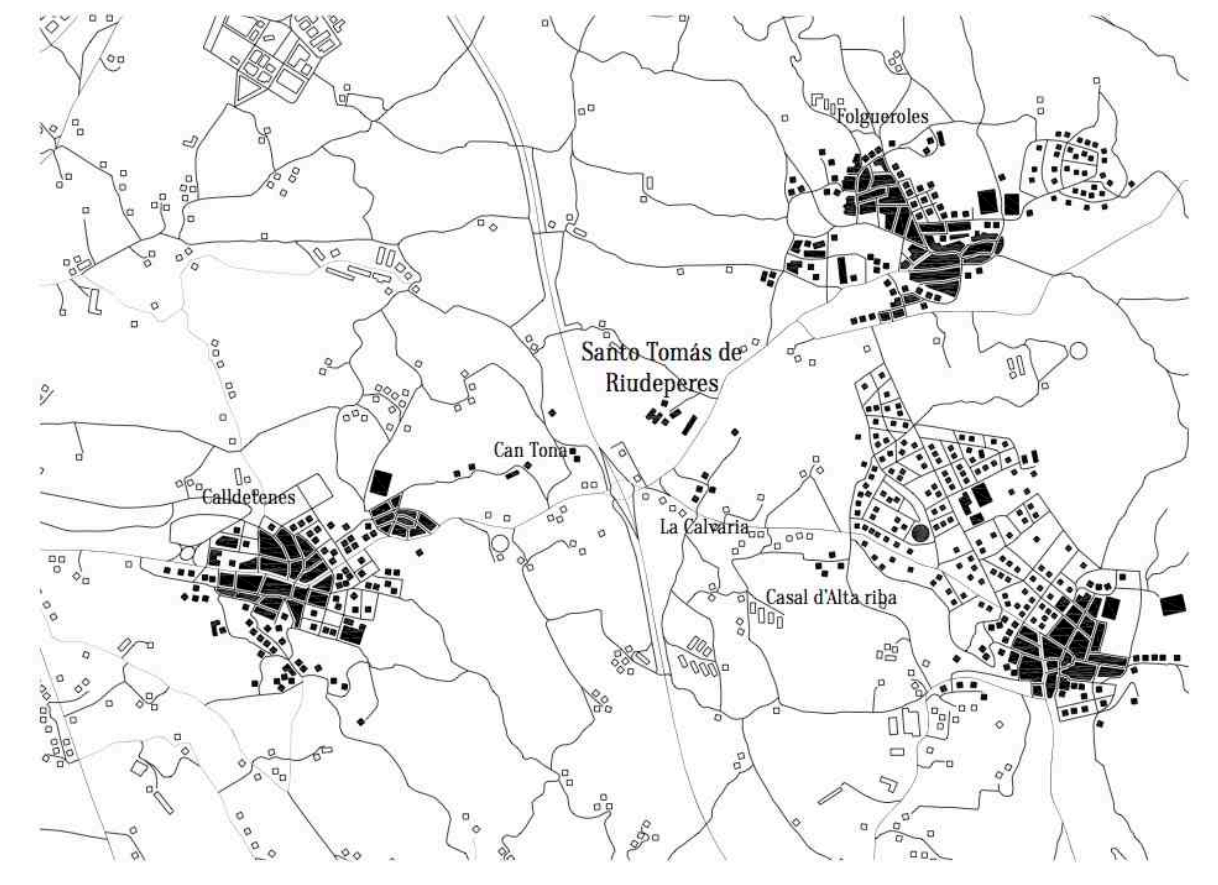 Folgueroles
Santo Tomás de
Riudeperes
Can Tona
Calldetenes
La Calvaria
Casal d'Alta riba